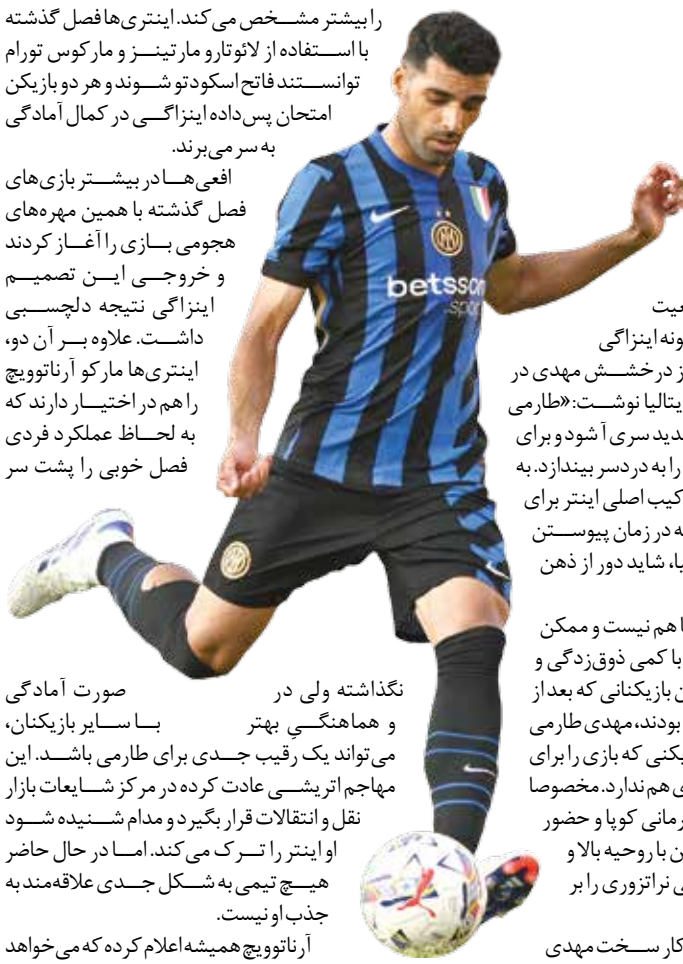 عیت
ونه اینزاگی
ز درخشش مهدی در
یتالیا نوشت: «طارمی
دید سری آ شود و برای
را به دردسر بیندازد. به
کیب اصلی اینتر برای
ه در زمان پیوستن
یا، شاید دور از ذهن
ا هم نیست و ممکن
با کمی ذوق‌زدگی و
ن بازیکنانی که بعد از
بودند، مهدی طارمی
یکنی که بازی را برای
ی هم ندارد. مخصوصا
رمانی کوپا و حضور
ن با روحیه بالا و
ی نراتزوری را بر
کار سخت مهدی
را بیشتر مشخص می‌کند. اینتری‌ها فصل گذشته
با استفاده از لائوتارو مارتینز و مارکوس تورام
توانستند فاتح اسکودتو شوند و هر دو بازیکن
امتحان پس‌داده اینزاگی در کمال آمادگی
به سر می‌برند.
افعی‌ها در بیشتر بازی‌های
فصل گذشته با همین مهره‌های
هجومی بازی را آغاز کردند
و خروجی این تصمیم
اینزاگی نتیجه دلچسبی
داشت. علاوه بر آن دو،
اینتری‌ها مارکو آرناتوویچ
را هم در اختیار دارند که
به لحاظ عملکرد فردی
فصل خوبی را پشت سر
نگذاشته ولی در صورت آمادگی
و هماهنگیِ بهتر با سایر بازیکنان،
می‌تواند یک رقیب جدی برای طارمی باشد. این
مهاجم اتریشی عادت کرده در مرکز شایعات بازار
نقل و انتقالات قرار بگیرد و مدام شنیده شود
او اینتر را ترک می‌کند. اما در حال حاضر
هیچ تیمی به شکل جدی علاقه‌مند به
جذب او نیست.
آرناتوویچ همیشه اعلام کرده که می‌خواهد
betsso
.spo